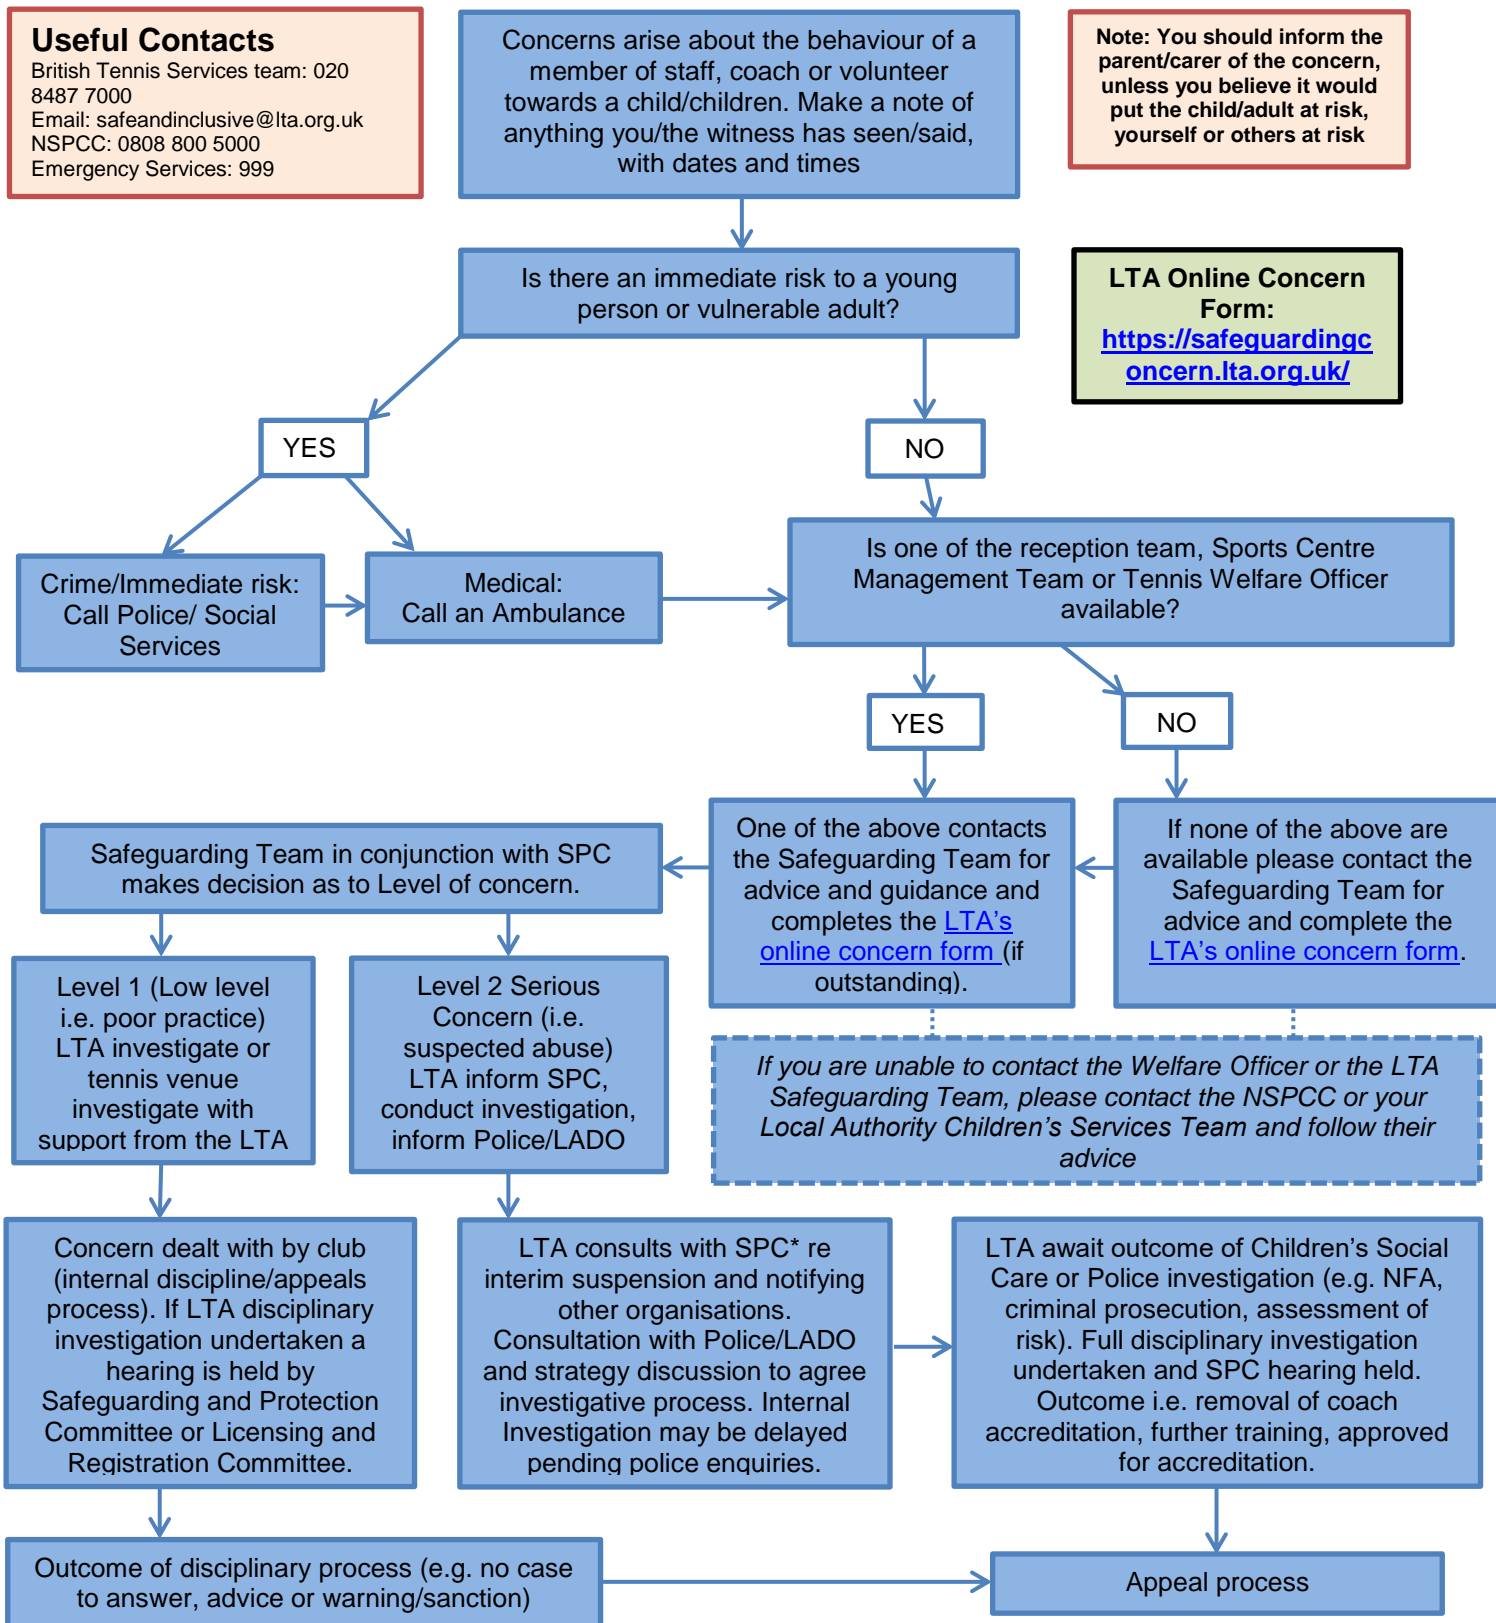 Useful Contacts
British Tennis Services team: 020
8487 7000
Email: safeandinclusive@lta.org.uk
NSPCC: 0808 800 5000
Emergency Services: 999
Concerns arise about the behaviour of a
member of staff, coach or volunteer
towards a child/children. Make a note of
anything you/the witness has seen/said,
with dates and times
Note: You should inform the
parent/carer of the concern,
unless you believe it would
put the child/adult at risk,
yourself or others at risk
Is there an immediate risk to a young
person or vulnerable adult?
LTA Online Concern
Form:
https://safeguardingc
oncern.lta.org.uk/
YES
NO
Crime/Immediate risk:
Call Police/ Social
Services
Medical:
Call an Ambulance
Is one of the reception team, Sports Centre
Management Team or Tennis Welfare Officer
available?
YES
NO
Safeguarding Team in conjunction with SPC
makes decision as to Level of concern.
One of the above contacts
the Safeguarding Team for
advice and guidance and
completes the LTA's
online concern form (if
outstanding).
If none of the above are
available please contact the
Safeguarding Team for
advice and complete the
LTA's online concern form.
Level 1 (Low level
i.e. poor practice)
LTA investigate or
tennis venue
investigate with
support from the LTA
Level 2 Serious
Concern (i.e.
suspected abuse)
LTA inform SPC,
conduct investigation,
inform Police/LADO
If you are unable to contact the Welfare Officer or the LTA
Safeguarding Team, please contact the NSPCC or your
Local Authority Children's Services Team and follow their
advice
Concern dealt with by club
(internal discipline/appeals
process). If LTA disciplinary
investigation undertaken a
hearing is held by
Safeguarding and Protection
Committee or Licensing and
Registration Committee.
LTA consults with SPC* re
interim suspension and notifying
other organisations.
Consultation with Police/LADO
and strategy discussion to agree
investigative process. Internal
Investigation may be delayed
pending police enquiries.
LTA await outcome of Children's Social
Care or Police investigation (e.g. NFA,
criminal prosecution, assessment of
risk). Full disciplinary investigation
undertaken and SPC hearing held.
Outcome i.e. removal of coach
accreditation, further training, approved
for accreditation.
Outcome of disciplinary process (e.g. no case
to answer, advice or warning/sanction)
Appeal process